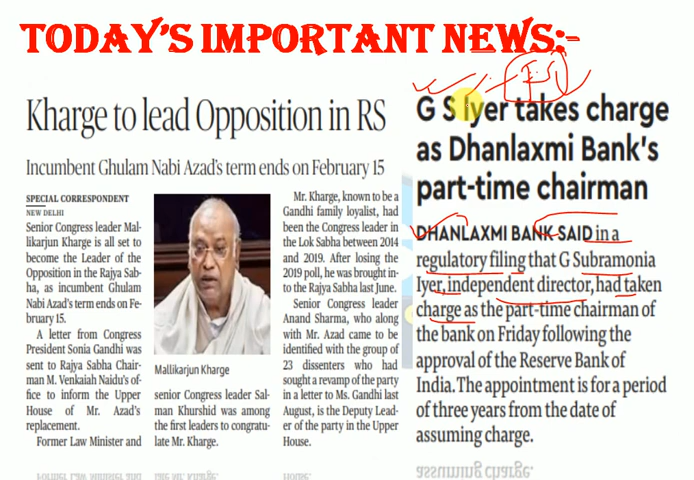 TODAY'S IMPORTANT NEWS:-
Kharge to lead Opposition in RS
Incumbent Ghulam Nabi Azad's term ends on February 15
SPECIAL CORRESPONDENT
NEW DELHI
Senior Congress leader Mal-
likarjun Kharge is all set to
become the Leader of the
Opposition in the Rajya Sab-
ha, as incumbent Ghulam
Nabi Azad's term ends on Fe-
bruary 15.
A letter from Congress
President Sonia Gandhi was
sent to Rajya Sabha Chair-
man M. Venkaiah Naidu's of-
fice to inform the Upper
House of Mr. Azad's
replacement.
Former Law Minister and
Mallikarjun Kharge
senior Congress leader Sal-
man Khurshid was among
the first leaders to congratu-
late Mr. Kharge.
Mr. Kharge, known to be a
Gandhi family loyalist, had
been the Congress leader in
the Lok Sabha between 2014
and 2019. After losing the
2019 poll, he was brought in-
to the Rajya Sabha last June.
Senior Congress leader
Anand Sharma, who along
with Mr. Azad came to be
identified with the group of
23 dissenters who had
sought a revamp of the party
in a letter to Ms. Gandhi last
August, is the Deputy Lead-
er of the party in the Upper
House.
G S Iyer takes charge
as Dhanlaxmi Bank's
part-time chairman
DHANLAXMI BANK SAID in a
regulatory filing that G Subramonia
Iyer, independent director, had taken
charge as the part-time chairman of
the bank on Friday following the
approval of the Reserve Bank of
India. The appointment is for a period
of three years from the date of
assuming charge.